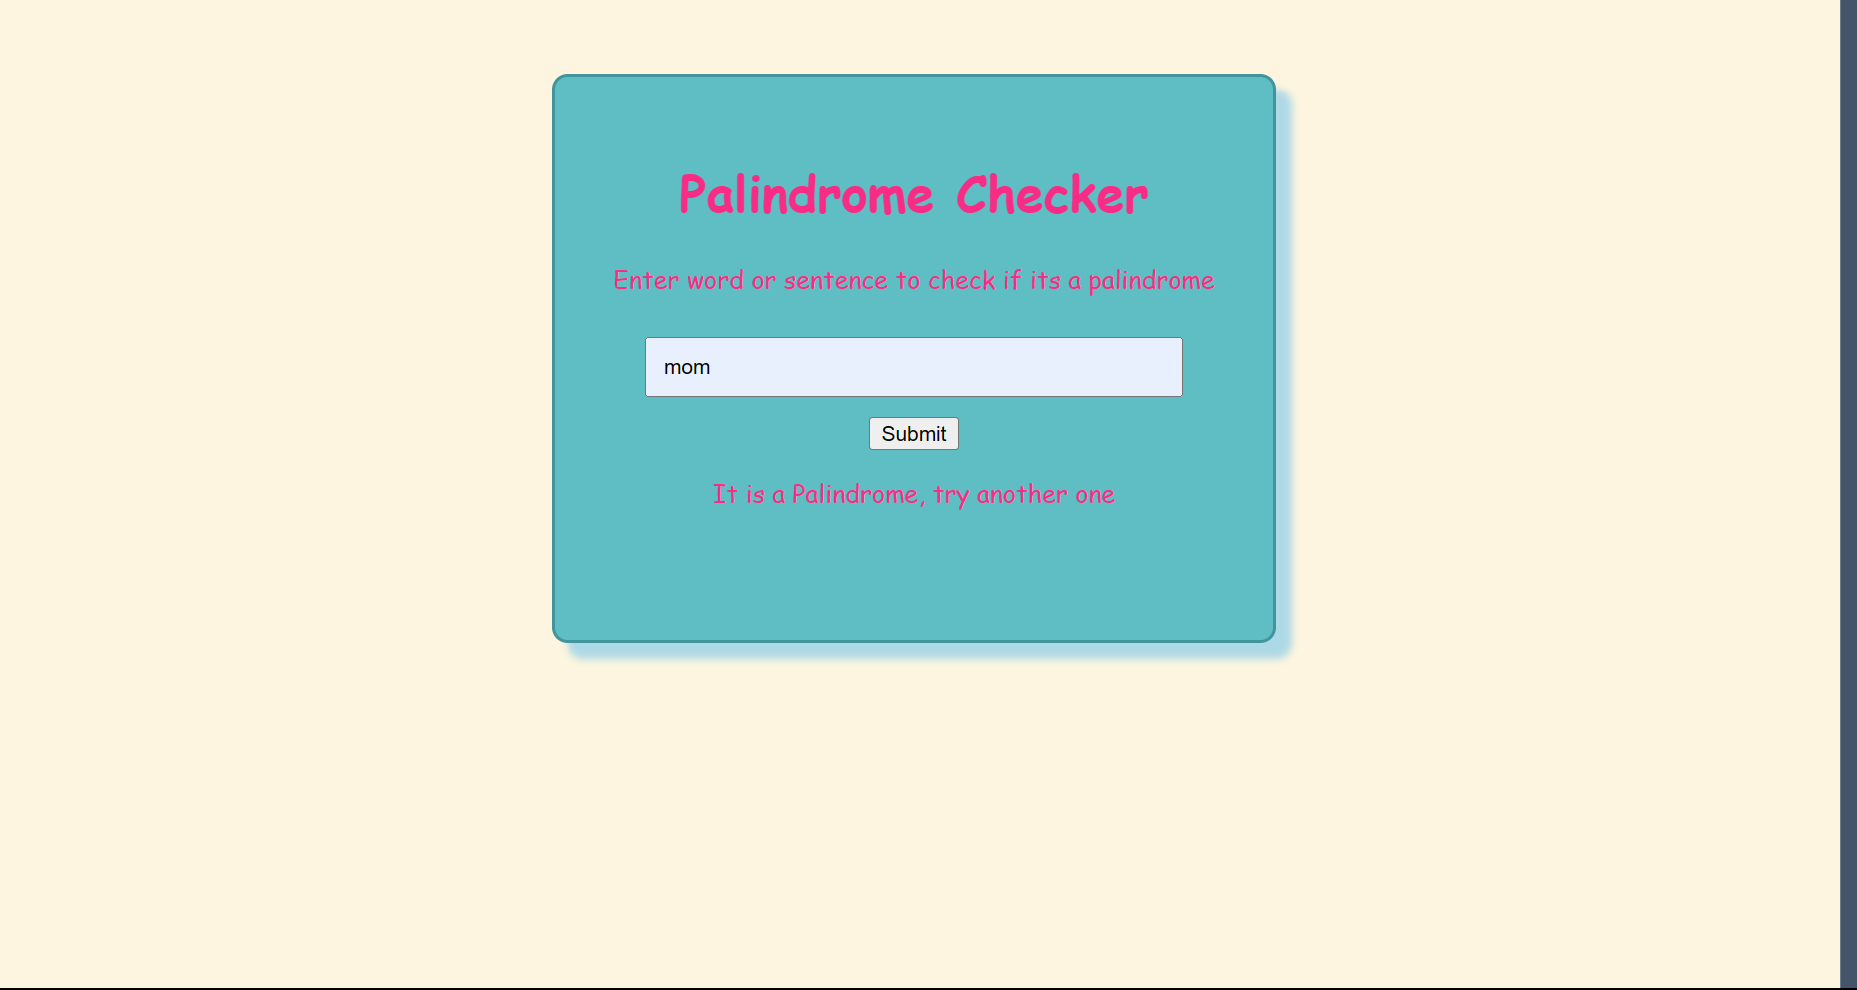 Palindrome Checker
Enter word or sentence to check if its a palindrome
mom
Submit
It is a Palindrome, try another one